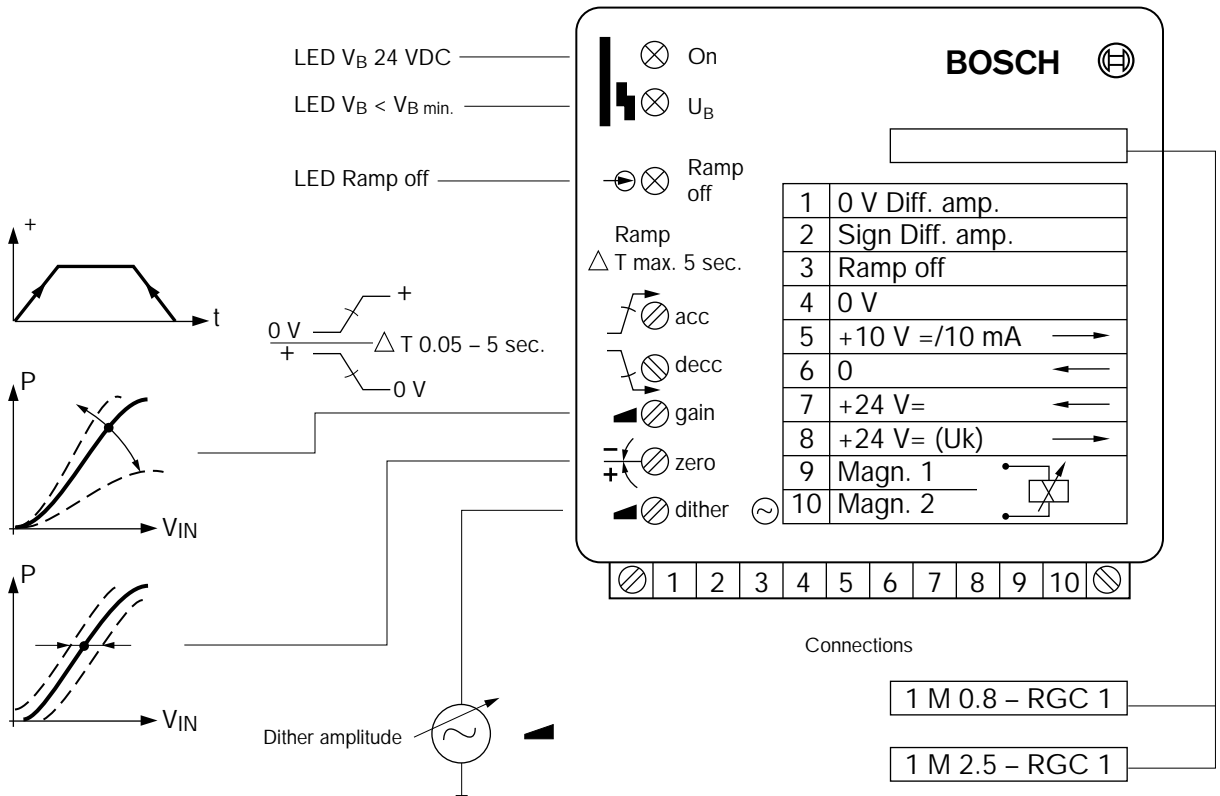 LED VB 24 VDC
LED VB < VB min.
LED Ramp off
On
UB
Ramp
off
BOSCH
Ramp
△ T max. 5 sec.
acc
decc
gain
zero
dither
1 0 V Diff. amp.
2 Sign Diff. amp.
3 Ramp off
4 0 V
5 +10 V =/10 mA
6 0
7 +24 V=
8 +24 V= (Uk)
9 Magn. 1
10 Magn. 2
1 2 3 4 5 6 7 8 9 10
Connections
1 M 0.8 – RGC 1
1 M 2.5 – RGC 1
+
t
0 V +
+ 0 V
△ T 0.05 – 5 sec.
P
VIN
P
VIN
Dither amplitude
− +